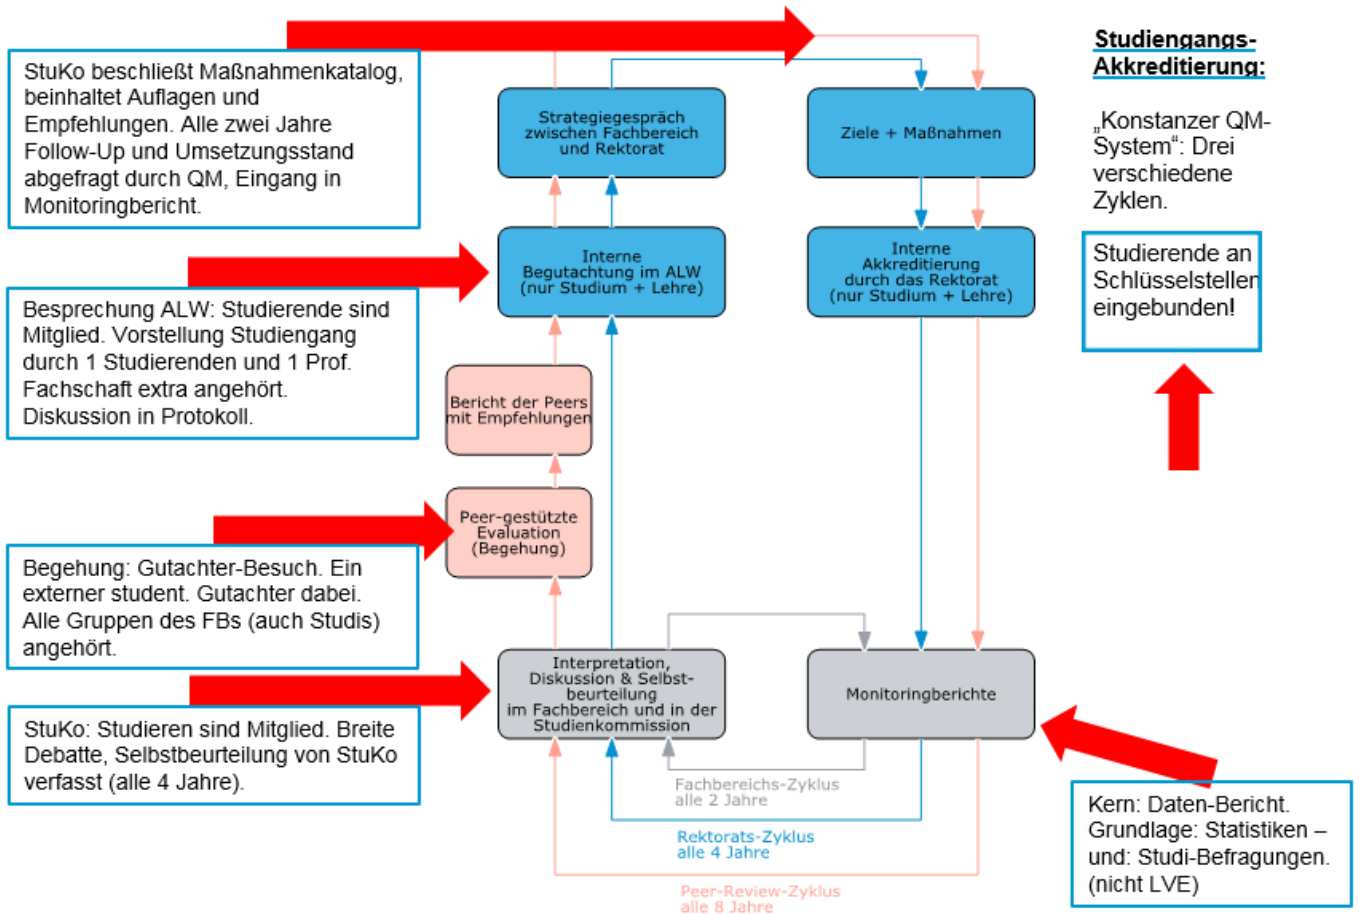 StuKo beschließt Maßnahmenkatalog,
beinhaltet Auflagen und
Empfehlungen. Alle zwei Jahre
Follow-Up und Umsetzungsstand
abgefragt durch QM, Eingang in
Monitoringbericht.
Strategiegespräch
zwischen Fachbereich
und Rektorat
Ziele + Maßnahmen
Studiengangs-
Akkreditierung:
„Konstanzer QM-
System“: Drei
verschiedene
Zyklen.
Studierende an
Schlüsselstellen
eingebunden!
Besprechung ALW: Studierende sind
Mitglied. Vorstellung Studiengang
durch 1 Studierenden und 1 Prof.
Fachschaft extra angehört.
Diskussion in Protokoll.
Interne
Begutachtung im ALW
(nur Studium + Lehre)
Interne
Akkreditierung
durch das Rektorat
(nur Studium + Lehre)
Bericht der Peers
mit Empfehlungen
Peer-gestützte
Evaluation
(Begehung)
Begehung: Gutachter-Besuch. Ein
externer student. Gutachter dabei.
Alle Gruppen des FBs (auch Studis)
angehört.
Interpretation,
Diskussion & Selbst-
beurteilung
im Fachbereich und in der
Studienkommission
Monitoringberichte
StuKo: Studieren sind Mitglied. Breite
Debatte, Selbstbeurteilung von StuKo
verfasst (alle 4 Jahre).
Fachbereichs-Zyklus
alle 2 Jahre
Rektorats-Zyklus
alle 4 Jahre
Peer-Review-Zyklus
alle 8 Jahre
Kern: Daten-Bericht.
Grundlage: Statistiken –
und: Studi-Befragungen.
(nicht LVE)